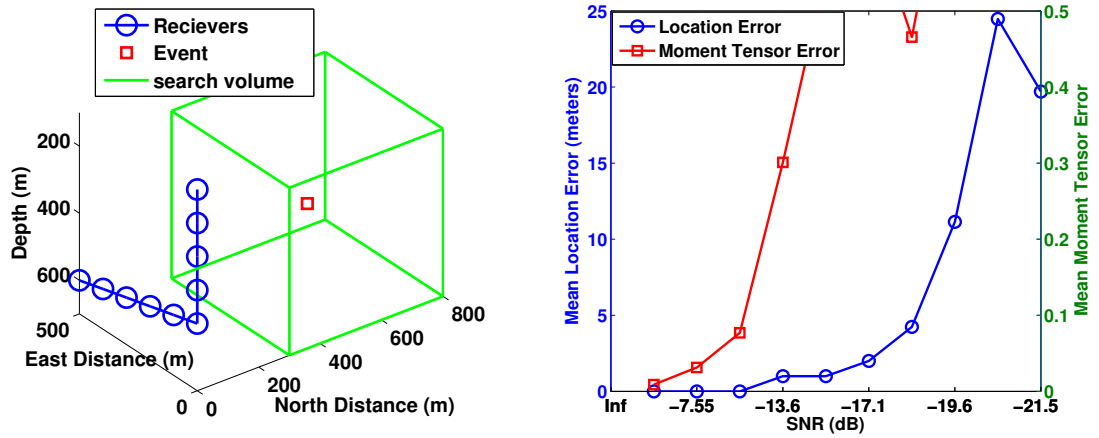 Recievers
Event
search volume
200
400
600
Depth (m)
500
East Distance (m)
0
0
200
400
600
800
North Distance (m)
Location Error
Moment Tensor Error
25
20
15
10
5
0
Mean Location Error (meters)
0.5
0.4
0.3
0.2
0.1
0
Mean Moment Tensor Error
Inf
−7.55
−13.6
−17.1
−19.6
−21.5
SNR (dB)